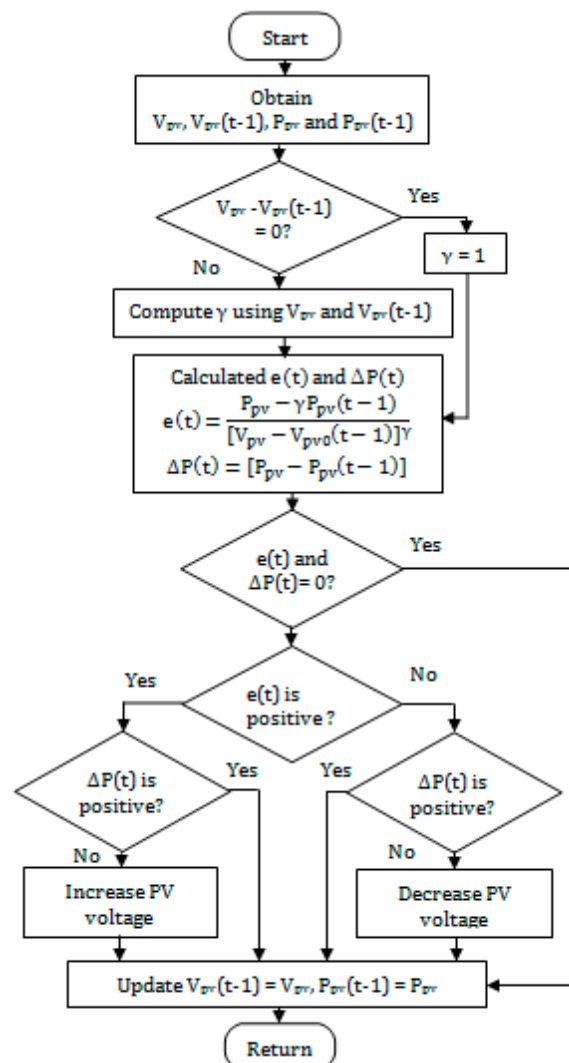 Start
Obtain
Vpv, Vpv(t-1), Ppv and Ppv(t-1)
Vpv -Vpv(t-1)
= 0?
Yes
γ = 1
No
Compute γ using Vpv and Vpv(t-1)
Calculated e(t) and ΔP(t)
e(t) = Ppv − γPpv(t − 1) / [Vpv − Vpv0(t − 1)]^γ
ΔP(t) = [Ppv − Ppv(t − 1)]
e(t) and
ΔP(t)= 0?
Yes
e(t) is
positive ?
Yes
No
ΔP(t) is
positive?
Yes
No
Yes
ΔP(t) is
positive?
No
Increase PV
voltage
Decrease PV
voltage
Update Vpv(t-1) = Vpv, Ppv(t-1) = Ppv
Return